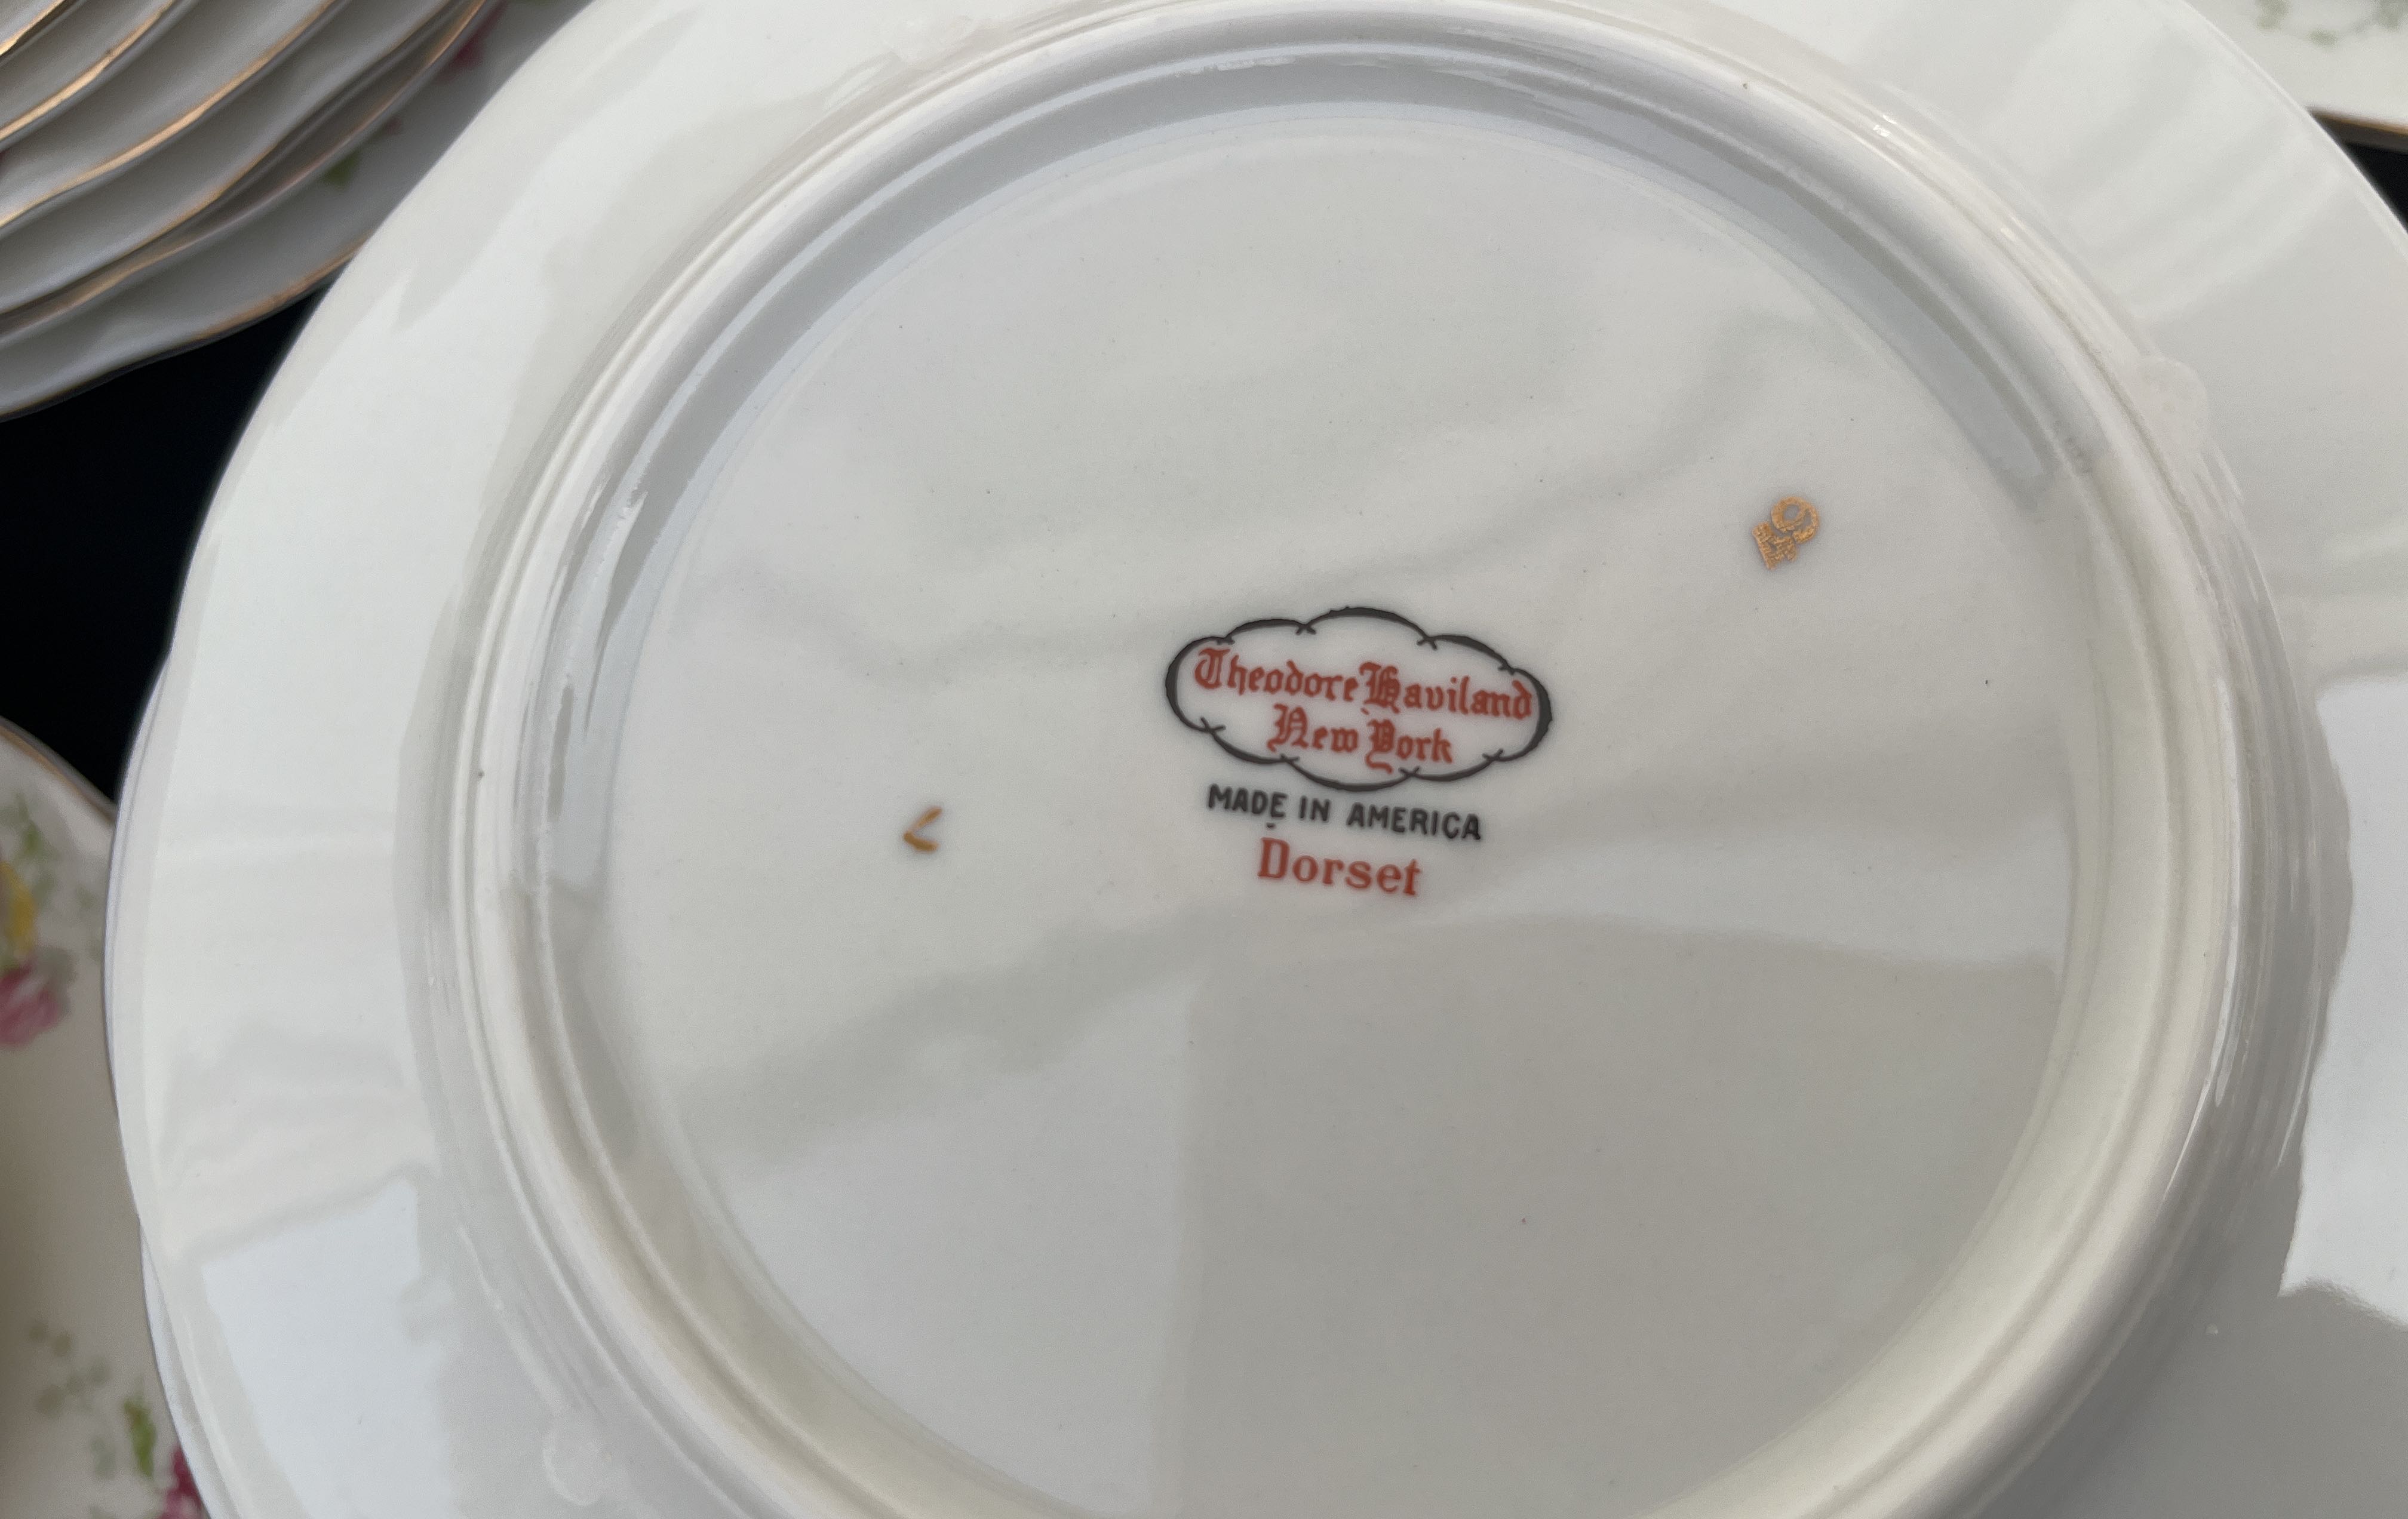 Theodore Haviland
New York
MADE IN AMERICA
Dorset